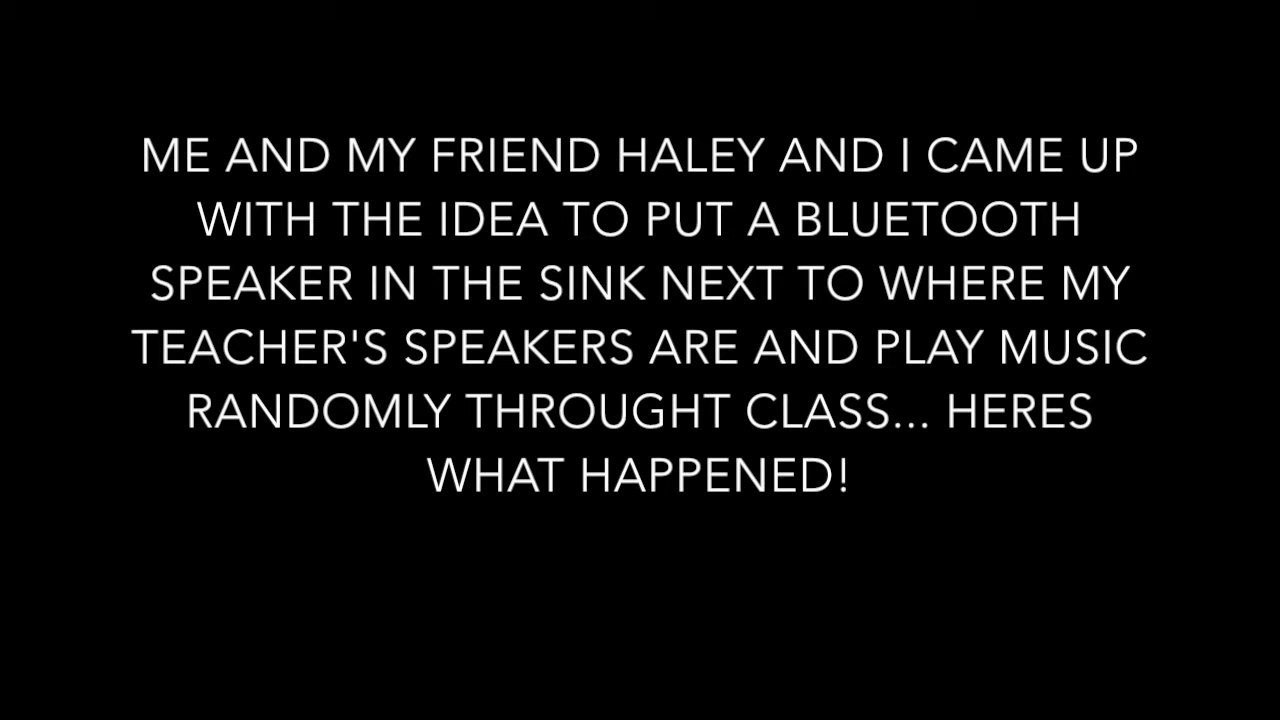 ME AND MY FRIEND HALEY AND I CAME UP
WITH THE IDEA TO PUT A BLUETOOTH
SPEAKER IN THE SINK NEXT TO WHERE MY
TEACHER'S SPEAKERS ARE AND PLAY MUSIC
RANDOMLY THROUGHT CLASS... HERES
WHAT HAPPENED!